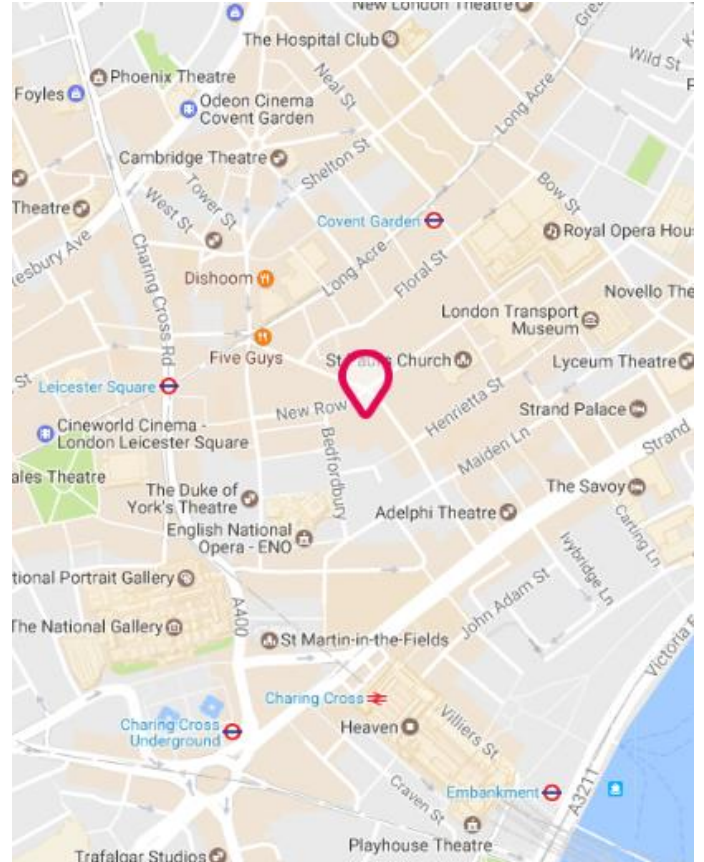 New London Theatre
The Hospital Club
Wild St
Phoenix Theatre
Foyles
Neal St
Odeon Cinema
Covent Garden
Long Acre
Shelton St
Cambridge Theatre
Tower St
West St
Bow St
Theatre
Covent Garden
Royal Opera Hou
esbury Ave
Charing Cross Rd
Dishoom
Long Acre
Floral St
Novello The
London Transport
Museum
Five Guys
Church
Lyceum Theatre
St
Leicester Square
New Row
Henrietta St
Strand Palace
Cineworld Cinema -
London Leicester Square
Bedfordbury
Maiden Ln
Strand
ales Theatre
The Duke of
York's Theatre
The Savoy
Adelphi Theatre
English National
Opera - ENO
Carting Ln
Ivybridge Ln
tional Portrait Gallery
John Adam St
A400
The National Gallery
St Martin-in-the-Fields
Victoria E
Charing Cross
Charing Cross
Underground
Heaven
Villiers St
Embankment
A3211
Craven St
Playhouse Theatre
Trafalgar Studios